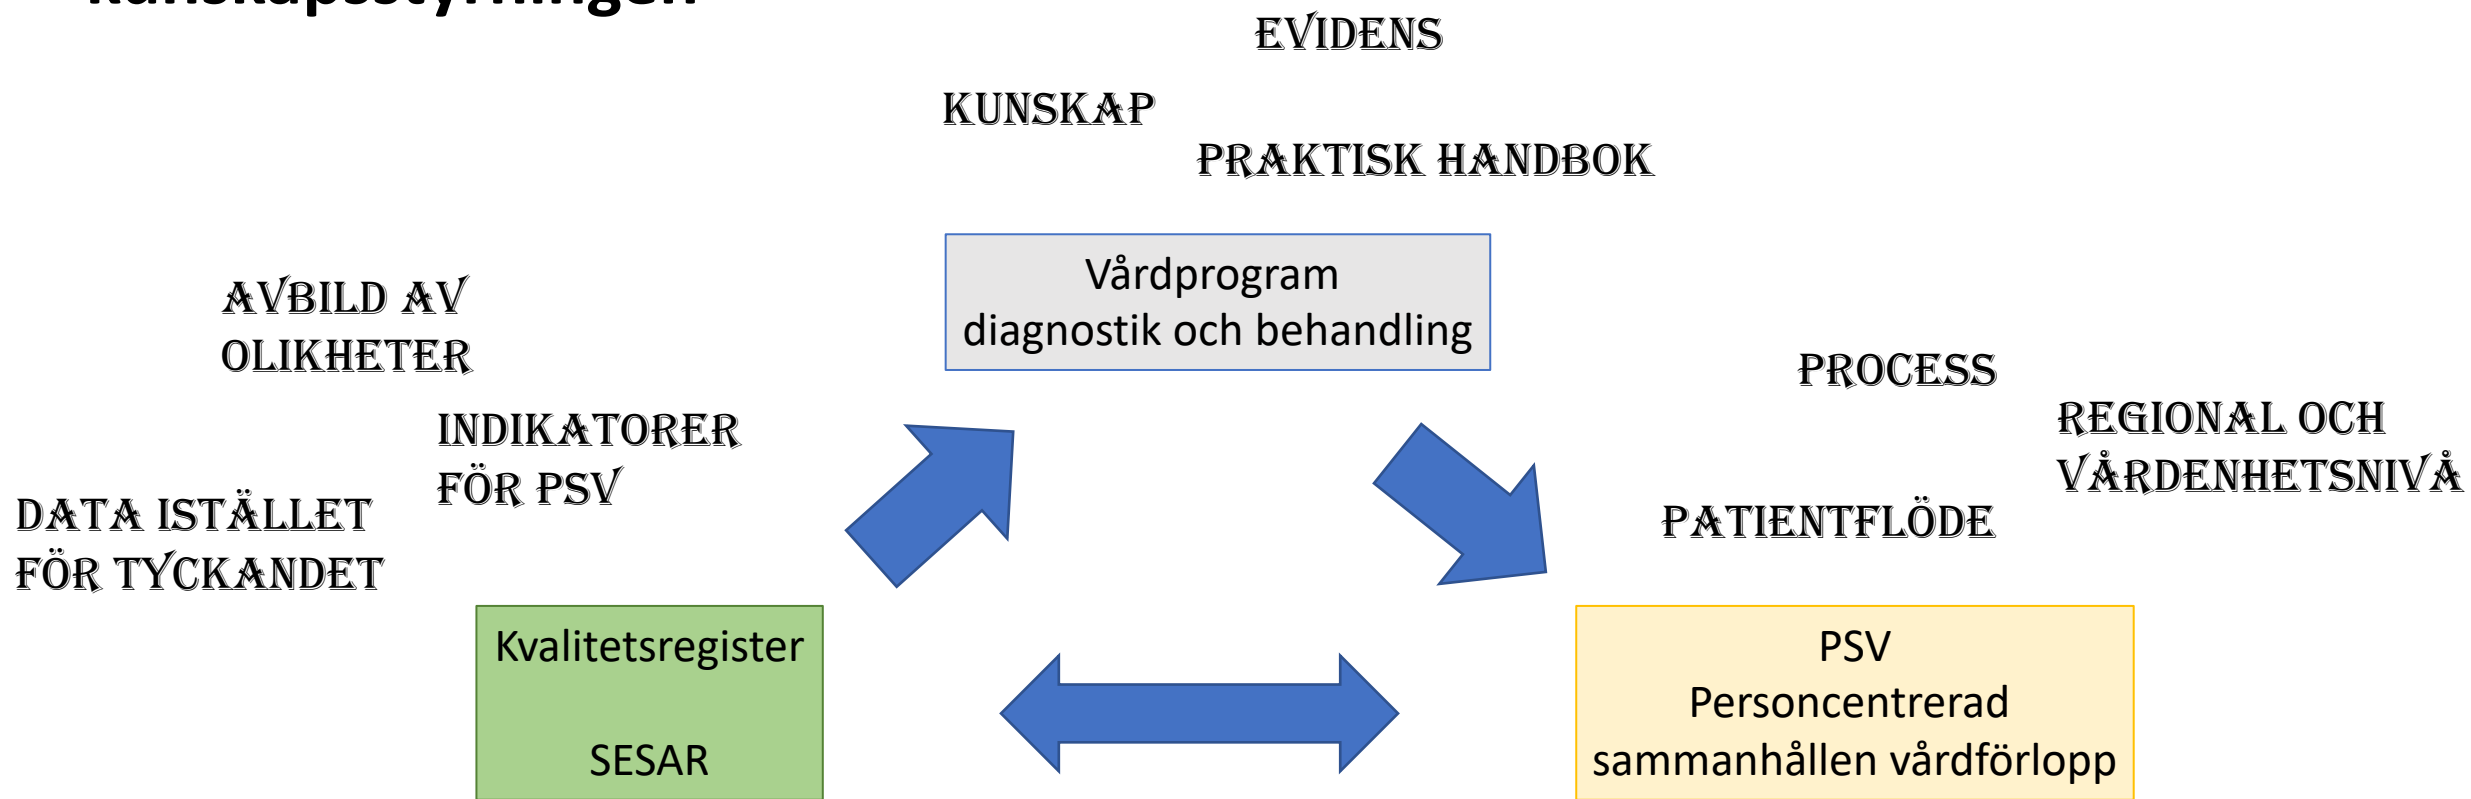 kunskapsstyrningen
EVIDENS
KUNSKAP
PRAKTISK HANDBOK
Vårdprogram
diagnostik och behandling
AVBILD AV
OLIKHETER
INDIKATORER
FÖR PSV
DATA ISTÄLLET
FÖR TYCKANDET
PROCESS
REGIONAL OCH
VÅRDENHETSNIVÅ
PATIENTFLÖDE
Kvalitetsregister
SESAR
PSV
Personcentrerad
sammanhållen vårdförlopp